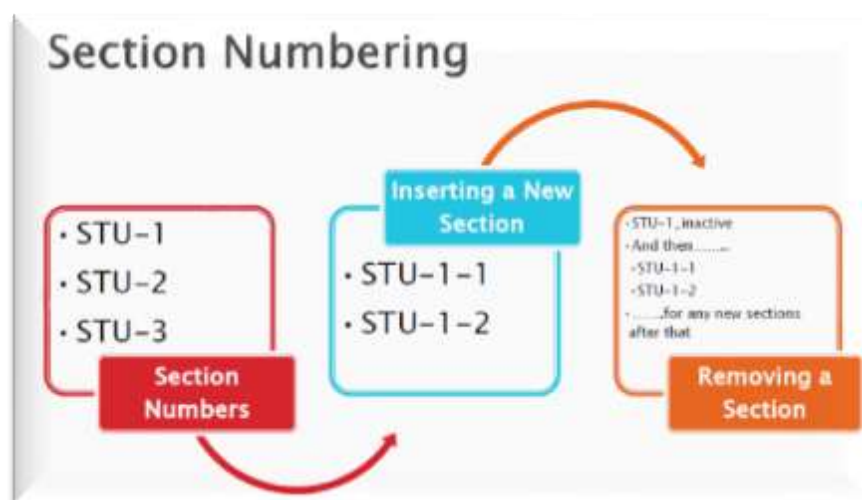 Section Numbering
· STU-1
· STU-2
· STU-3
Section
Numbers
Inserting a New
Section
· STU-1-1
· STU-1-2
· STU-1_inactive
· And then........
· STU-1-1
· STU-1-2
· .......for any new sections
after that
Removing a
Section